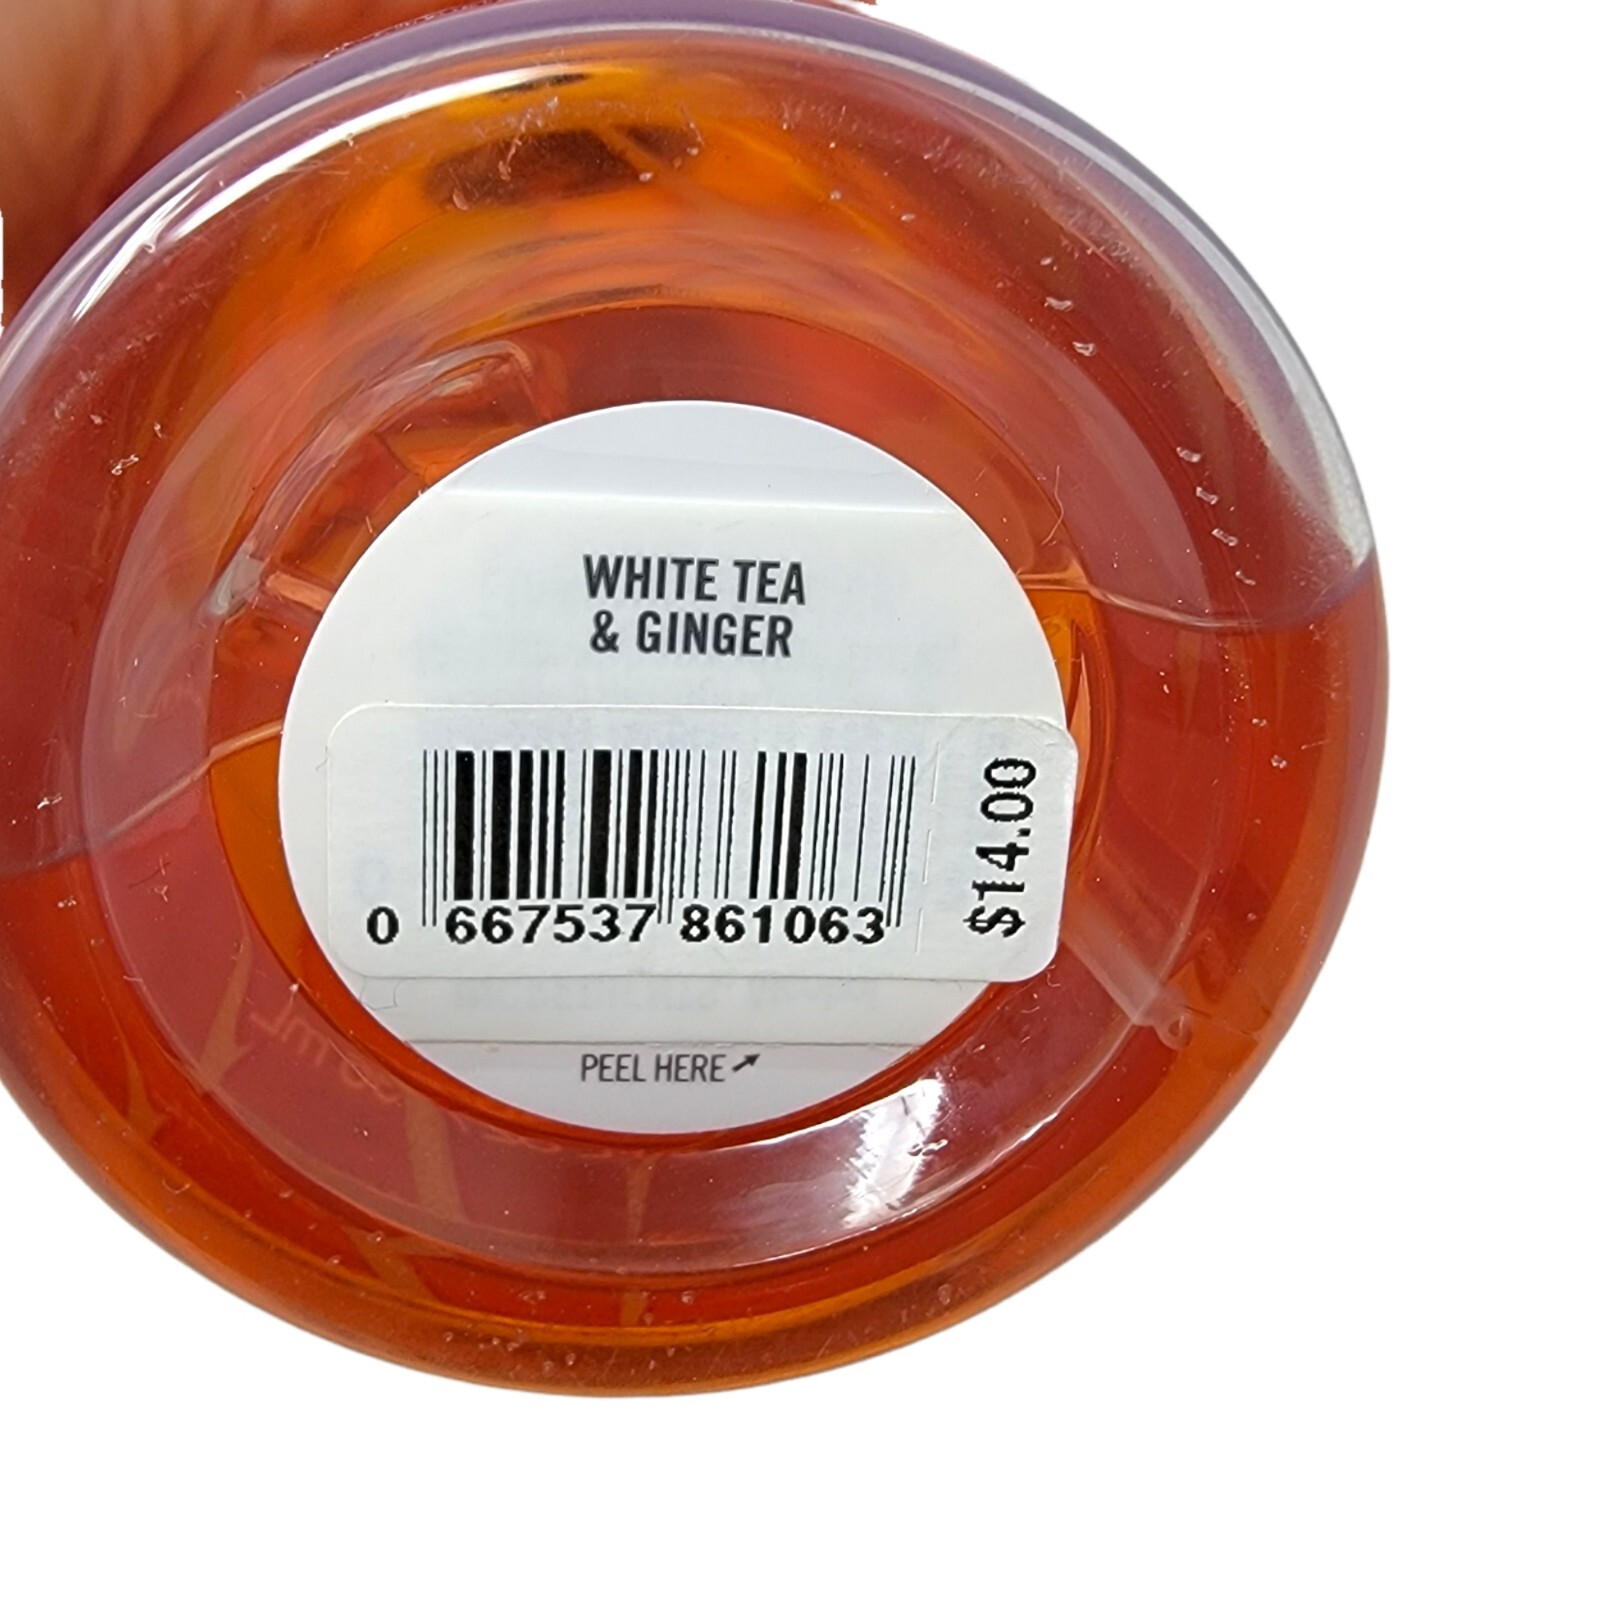 WHITE TEA
& GINGER
0 667537 861063
$14.00
PEEL HERE